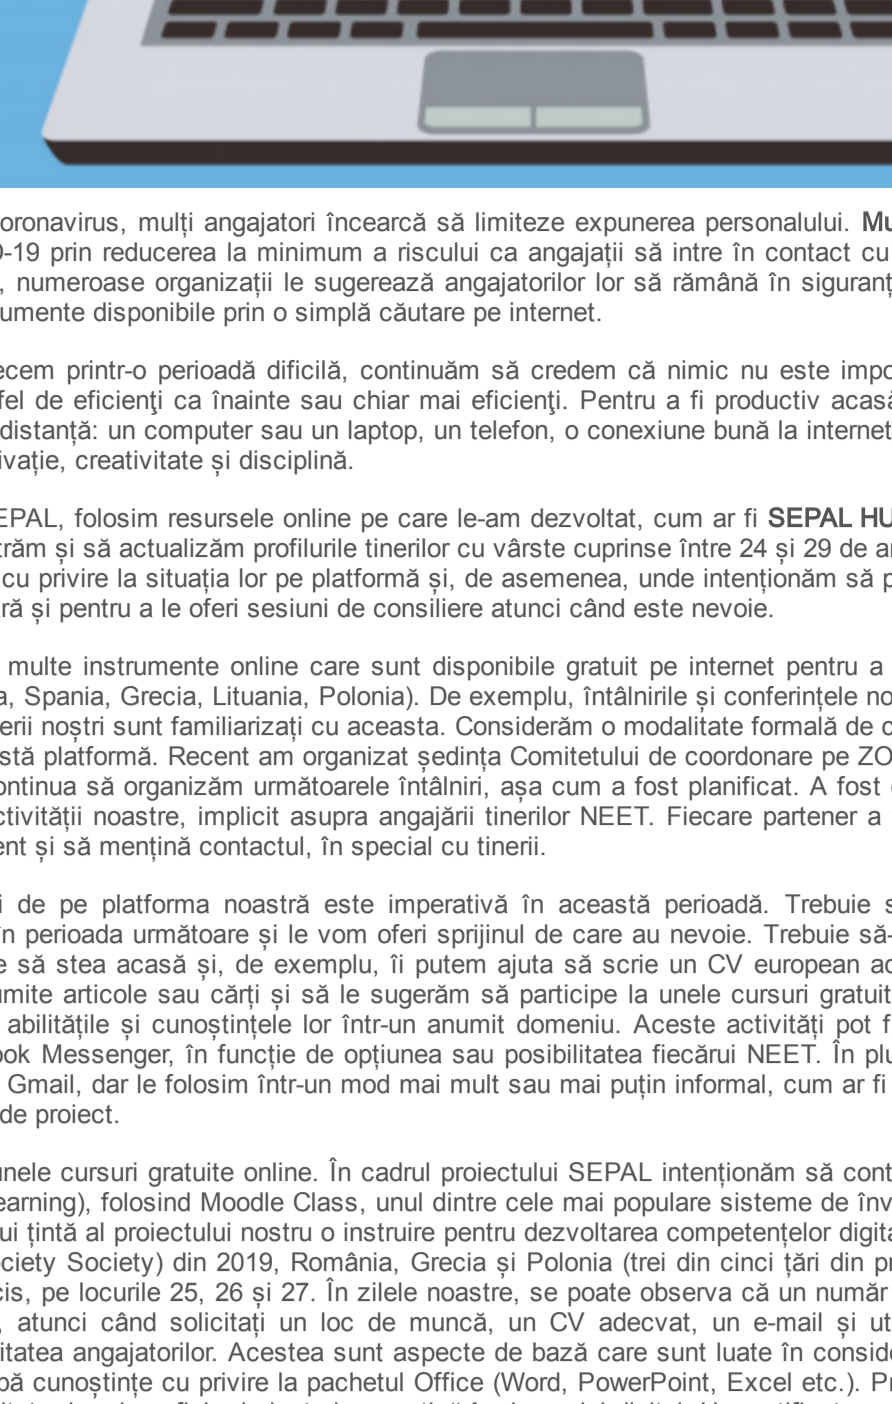 oronavirus, mulți angajatori încearcă să limiteze expunerea personalului. Mu
-19 prin reducerea la minimum a riscului ca angajații să intre în contact cu
, numeroase organizații le sugerează angajatorilor lor să rămână în siguranț
umente disponibile prin o simplă căutare pe internet.
ecem printr-o perioadă dificilă, continuăm să credem că nimic nu este impo
fel de eficienţi ca înainte sau chiar mai eficienţi. Pentru a fi productiv acas
distanță: un computer sau un laptop, un telefon, o conexiune bună la internet
ivație, creativitate și disciplină.
EPAL, folosim resursele online pe care le-am dezvoltat, cum ar fi SEPAL HU
trăm și să actualizăm profilurile tinerilor cu vârste cuprinse între 24 și 29 de a
cu privire la situația lor pe platformă și, de asemenea, unde intenționăm să p
ră și pentru a le oferi sesiuni de consiliere atunci când este nevoie.
multe instrumente online care sunt disponibile gratuit pe internet pentru a
a, Spania, Grecia, Lituania, Polonia). De exemplu, întâlnirile și conferințele no
erii noștri sunt familiarizați cu aceasta. Considerăm o modalitate formală de c
stă platformă. Recent am organizat ședința Comitetului de coordonare pe ZO
ontinua să organizăm următoarele întâlniri, așa cum a fost planificat. A fost
ctivității noastre, implicit asupra angajării tinerilor NEET. Fiecare partener a
ent și să mențină contactul, în special cu tinerii.
i de pe platforma noastră este imperativă în această perioadă. Trebuie s
în perioada următoare și le vom oferi sprijinul de care au nevoie. Trebuie să-
e să stea acasă și, de exemplu, îi putem ajuta să scrie un CV european ac
umite articole sau cărți și să le sugerăm să participe la unele cursuri gratuit
abilitățile și cunoștințele lor într-un anumit domeniu. Aceste activități pot f
ook Messenger, în funcție de opțiunea sau posibilitatea fiecărui NEET. În plu
Gmail, dar le folosim într-un mod mai mult sau mai puțin informal, cum ar fi
de proiect.
unele cursuri gratuite online. În cadrul proiectului SEPAL intenționăm să cont
earning), folosind Moodle Class, unul dintre cele mai populare sisteme de înv
ui țintă al proiectului nostru o instruire pentru dezvoltarea competențelor digita
ciety Society) din 2019, România, Grecia și Polonia (trei din cinci țări din pr
cis, pe locurile 25, 26 și 27. În zilele noastre, se poate observa că un număr
, atunci când solicitați un loc de muncă, un CV adecvat, un e-mail și ut
itatea angajatorilor. Acestea sunt aspecte de bază care sunt luate în consid
bă cunoștințe cu privire la pachetul Office (Word, PowerPoint, Excel etc.). Pr